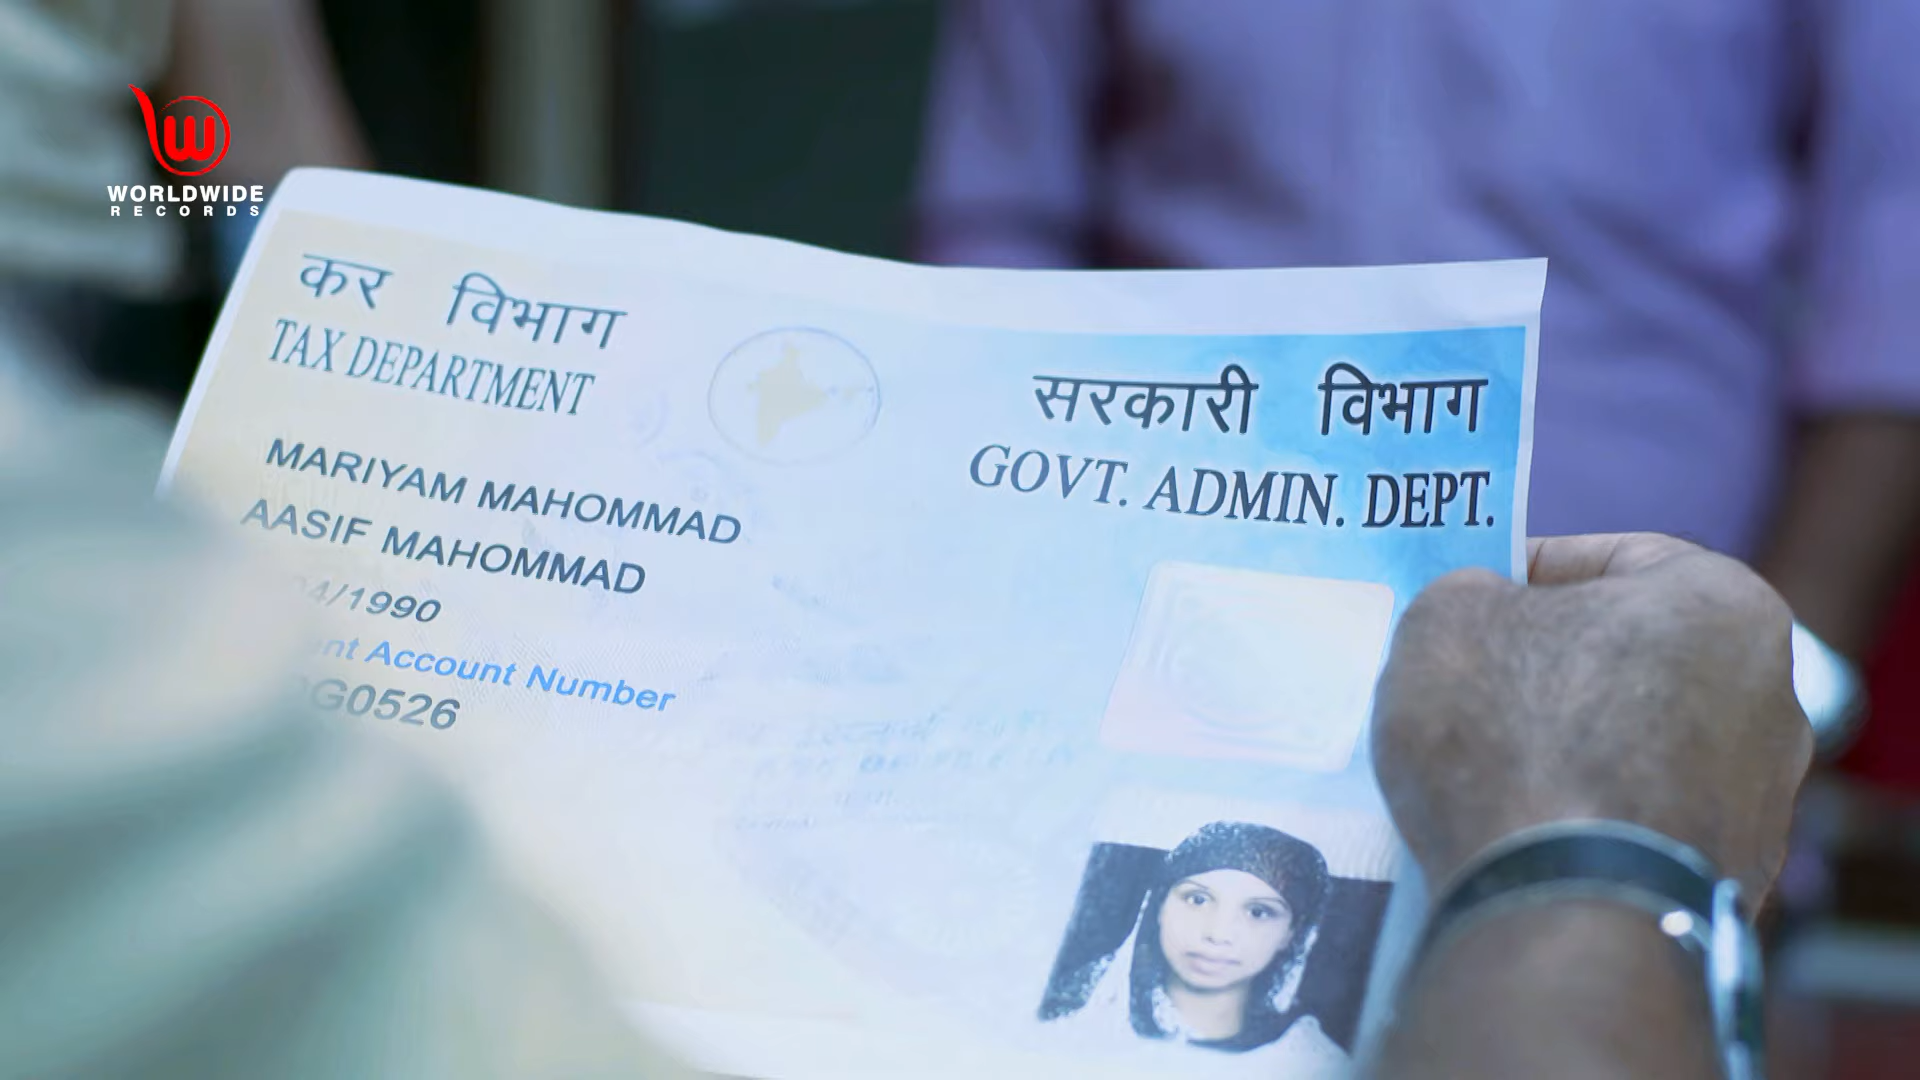 WORLDWIDE
RECORDS
कर विभाग
TAX DEPARTMENT
सरकारी विभाग
GOVT. ADMIN. DEPT.
MARIYAM MAHOMMAD
AASIF MAHOMMAD
4/1990
Account Number
G0526